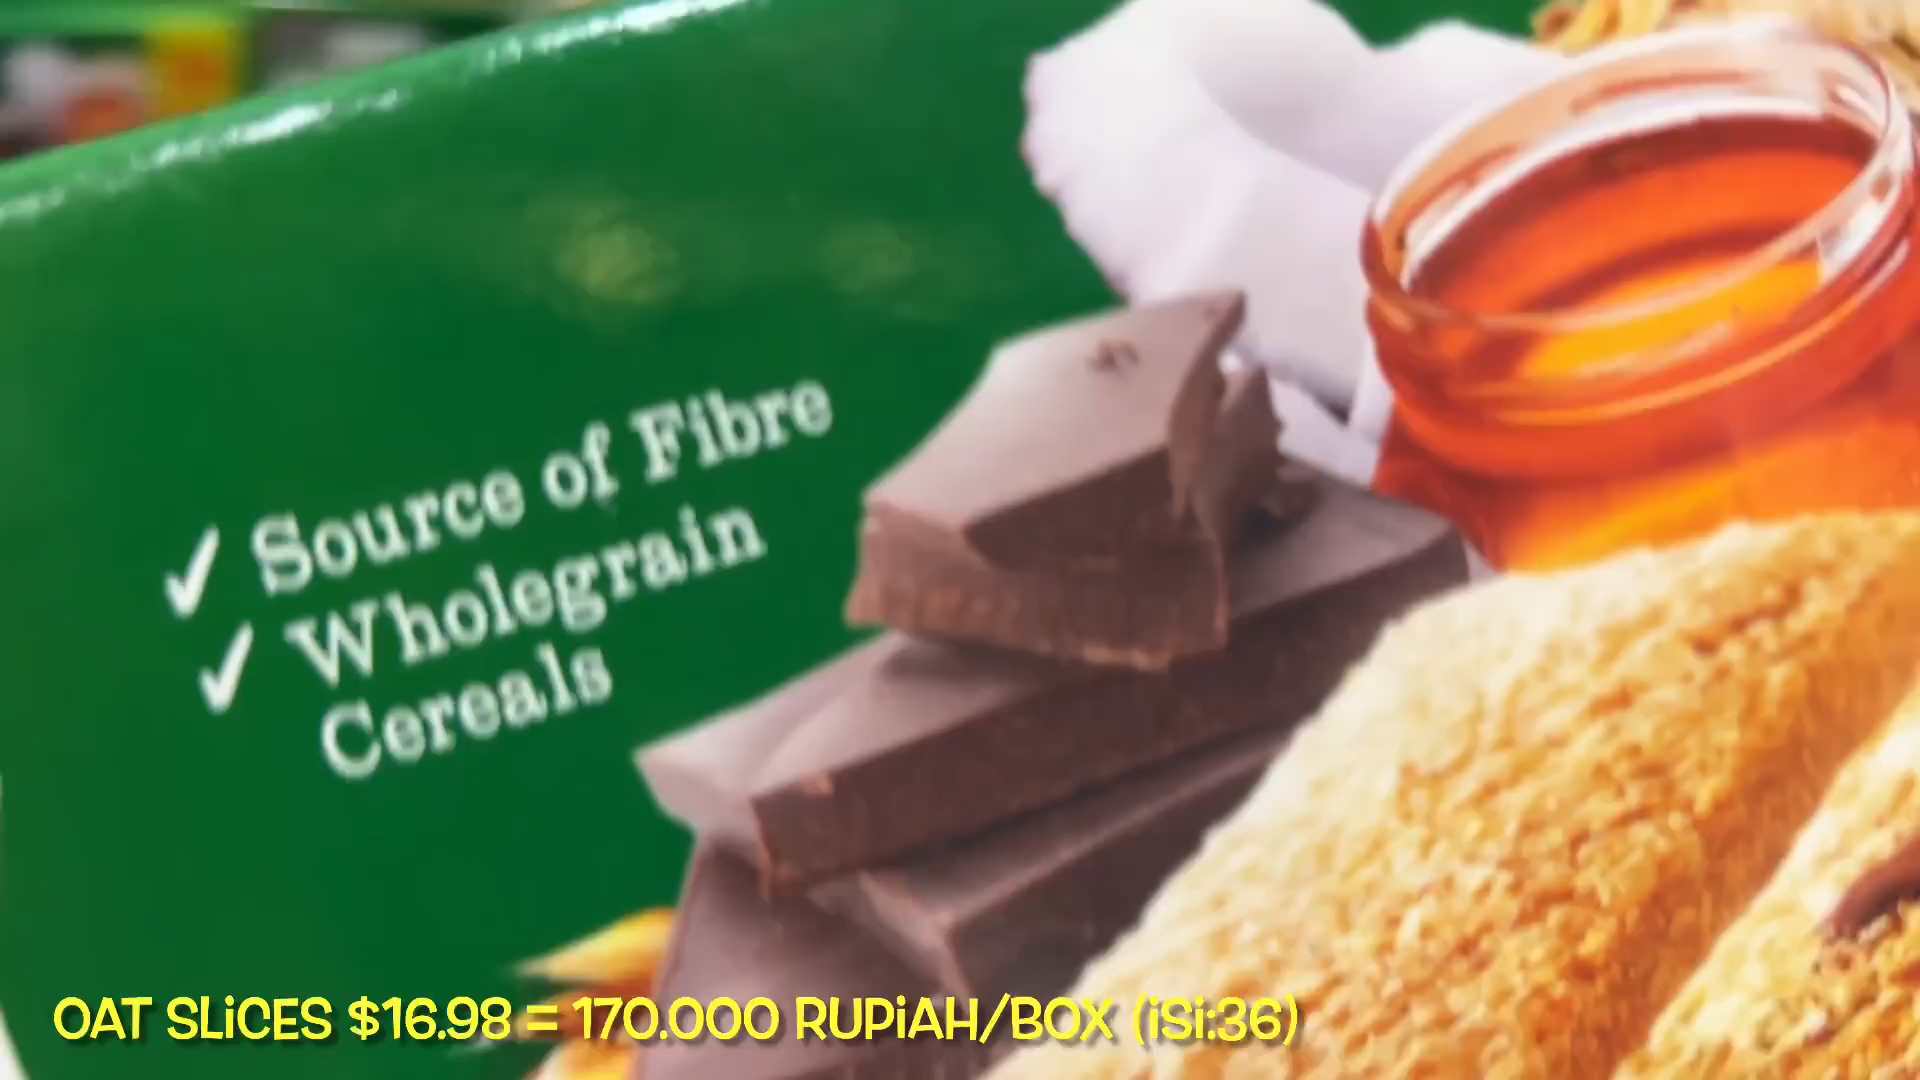 ✓ Source of Fibre
✓ Wholegrain
Cereals
OAT SLiCES $16.98 = 170.000 RUPiAH/BOX (iSi:36)